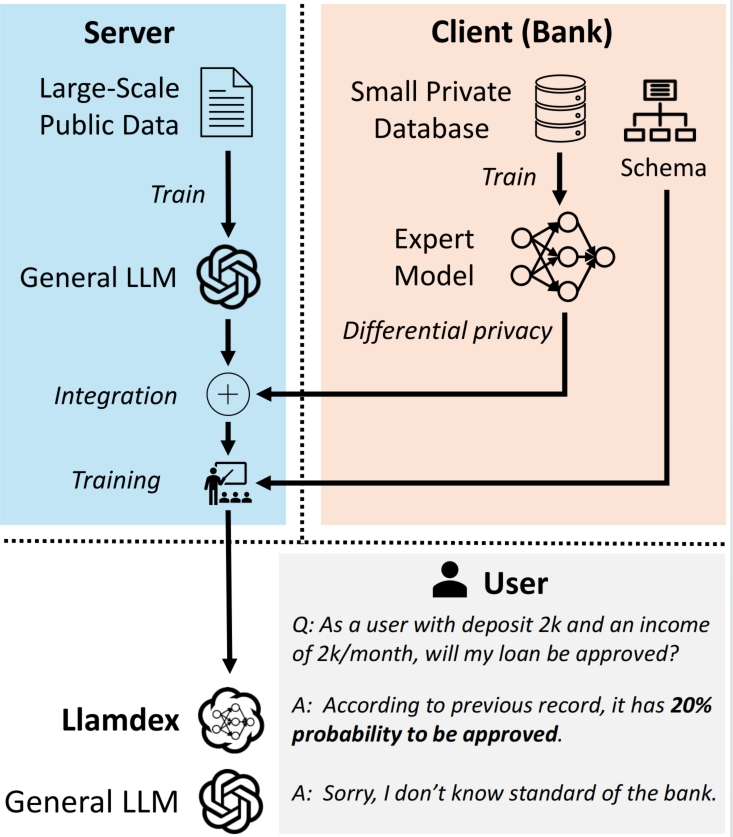 Server
Large-Scale
Public Data
Train
General LLM
Integration
Training
Client (Bank)
Small Private
Database
Schema
Train
Expert
Model
Differential privacy
User
Q: As a user with deposit 2k and an income
of 2k/month, will my loan be approved?
Llamdex
A: According to previous record, it has 20%
probability to be approved.
General LLM
A: Sorry, I don't know standard of the bank.